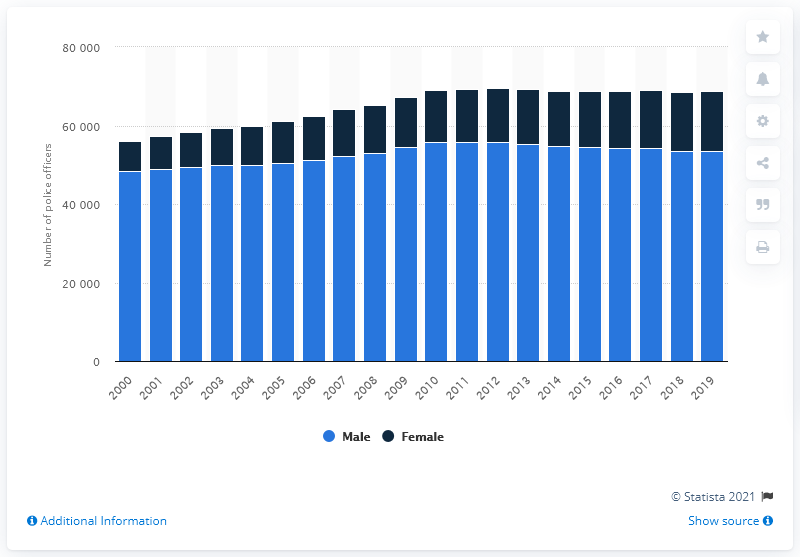 80 000
60 000
40 000
20 000
0
Number of police officers
2000 2001 2002 2003 2004 2005 2006 2007 2008 2009 2010 2011 2012 2013 2014 2015 2016 2017 2018 2019
Male Female
© Statista 2021
Additional Information Show source